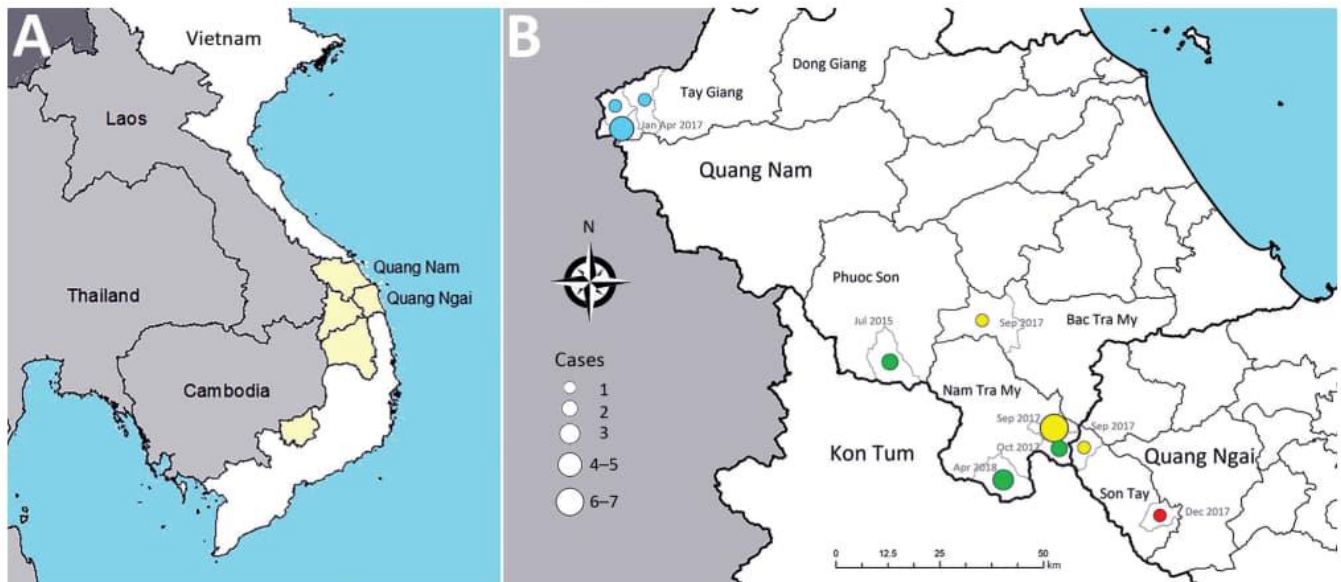 A
Vietnam
Laos
Thailand
Quang Nam
Quang Ngai
Cambodia
B
Dong Giang
Tay Giang
Jan Apr 2017
Quang Nam
N
Phuoc Son
Jul 2015
Sep 2017
Bac Tra My
Cases
1
2
3
4–5
6–7
Nam Tra My
Sep 2017
Sep 2017
Oct 2017
Kon Tum
Quang Ngai
Apr 2018
Son Tay
Dec 2017
0 12.5 25 50
km